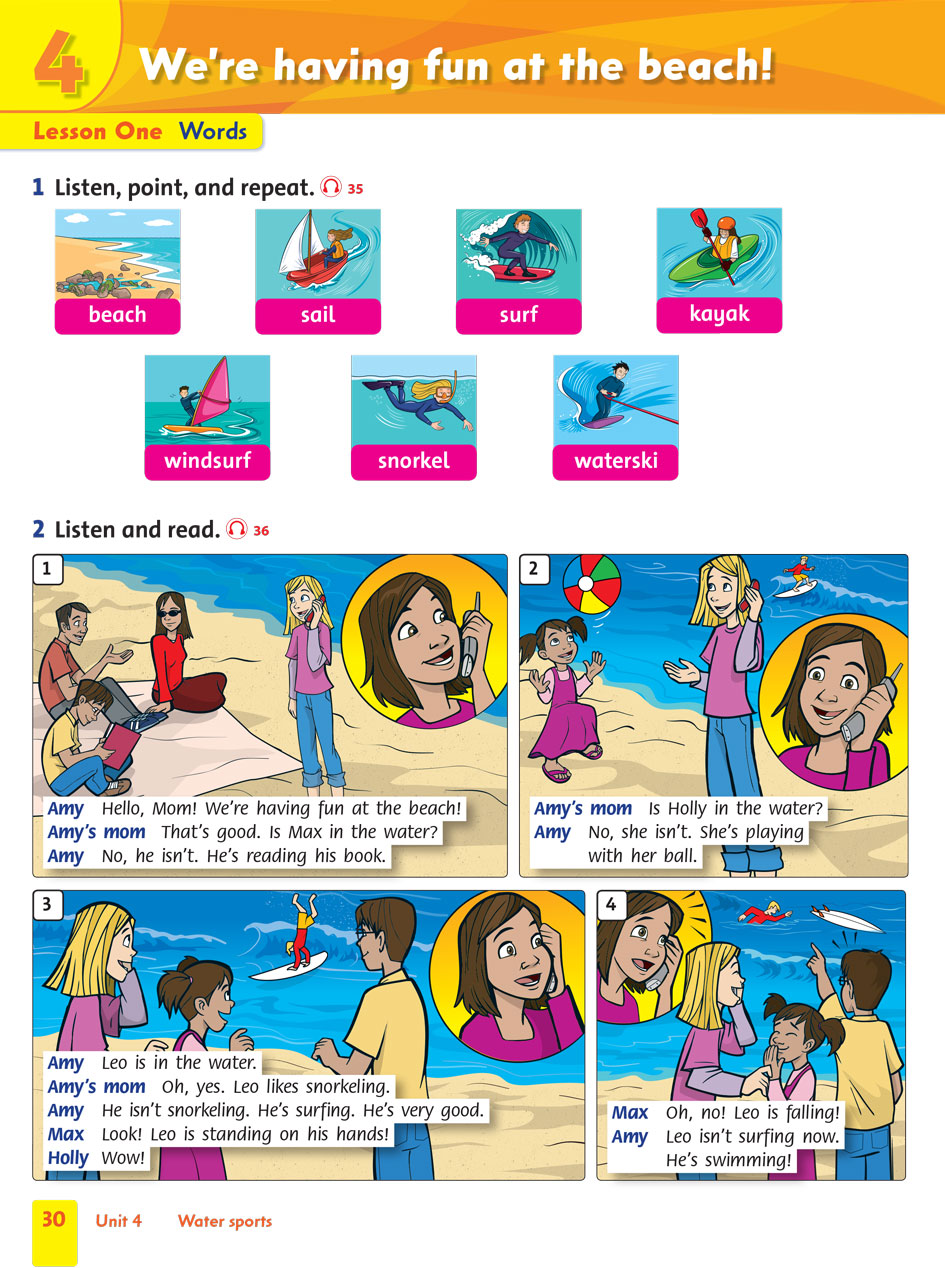 4
We're having fun at the beach!
Lesson One Words
1 Listen, point, and repeat. 35
beach
sail
surf
kayak
windsurf
snorkel
waterski
2 Listen and read. 36
1
Amy Hello, Mom! We're having fun at the beach!
Amy's mom That's good. Is Max in the water?
Amy No, he isn't. He's reading his book.
2
Amy's mom Is Holly in the water?
Amy No, she isn't. She's playing
with her ball.
3
Amy Leo is in the water.
Amy's mom Oh, yes. Leo likes snorkeling.
Amy He isn't snorkeling. He's surfing. He's very good.
Max Look! Leo is standing on his hands!
Holly Wow!
4
Max Oh, no! Leo is falling!
Amy Leo isn't surfing now.
He's swimming!
30 Unit 4 Water sports